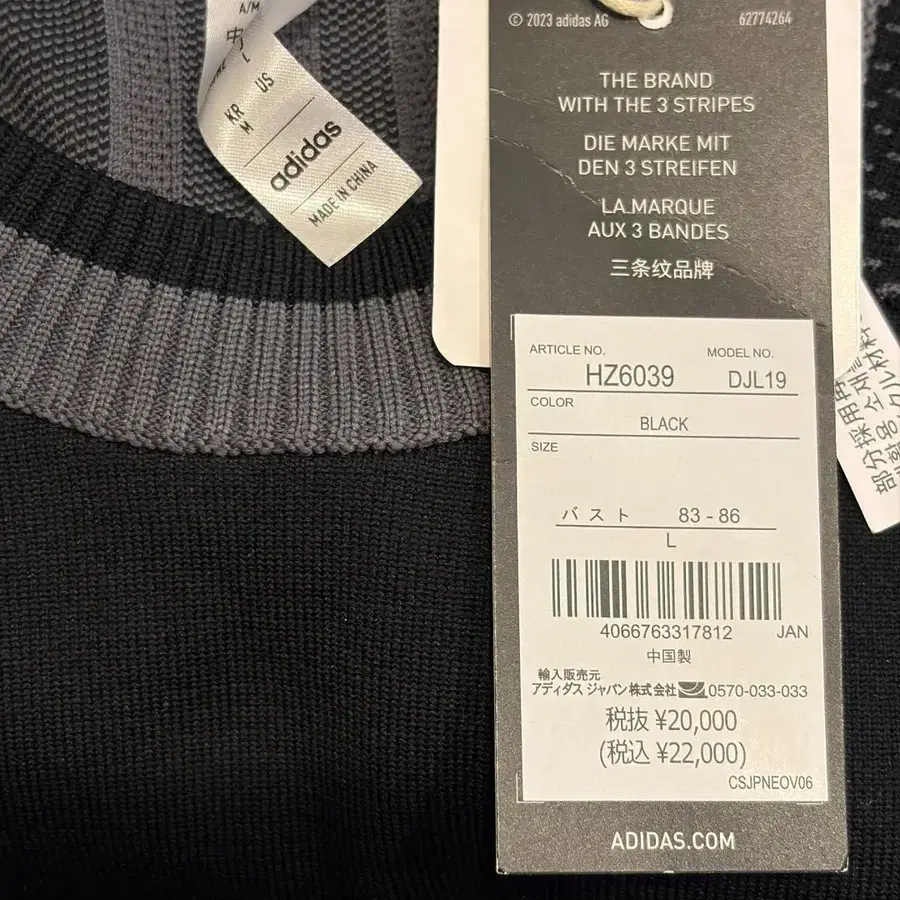 A/M
中
L
US
KR
M
adidas
MADE IN CHINA
© 2023 adidas AG 62774264
THE BRAND
WITH THE 3 STRIPES
DIE MARKE MIT
DEN 3 STREIFEN
LA MARQUE
AUX 3 BANDES
三条纹品牌
ARTICLE NO. MODEL NO.
HZ6039 DJL19
COLOR
BLACK
SIZE
バスト 83 - 86
L
4066763317812 JAN
中国製
輸入販売元
アディダス ジャパン株式会社 0570-033-033
税抜 ¥20,000
(税込 ¥22,000)
CSJPNEOV06
ADIDAS.COM